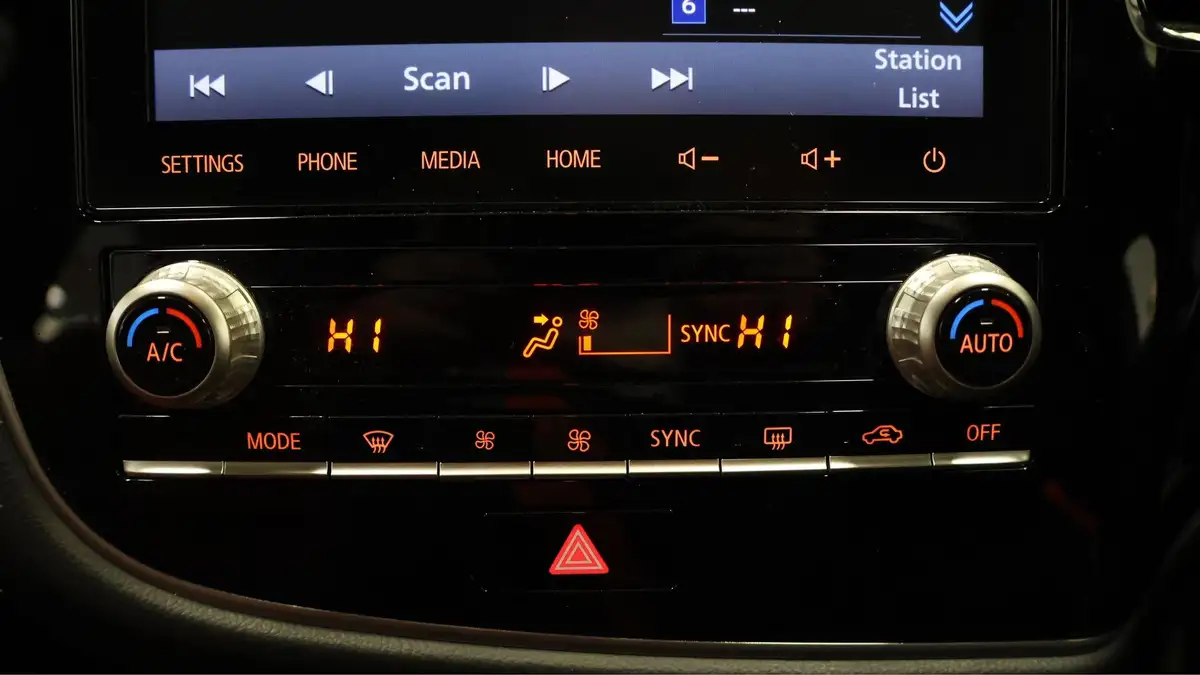 6 ---
Scan
Station
List
SETTINGS PHONE MEDIA HOME
A/C HI SYNC HI AUTO
MODE SYNC OFF